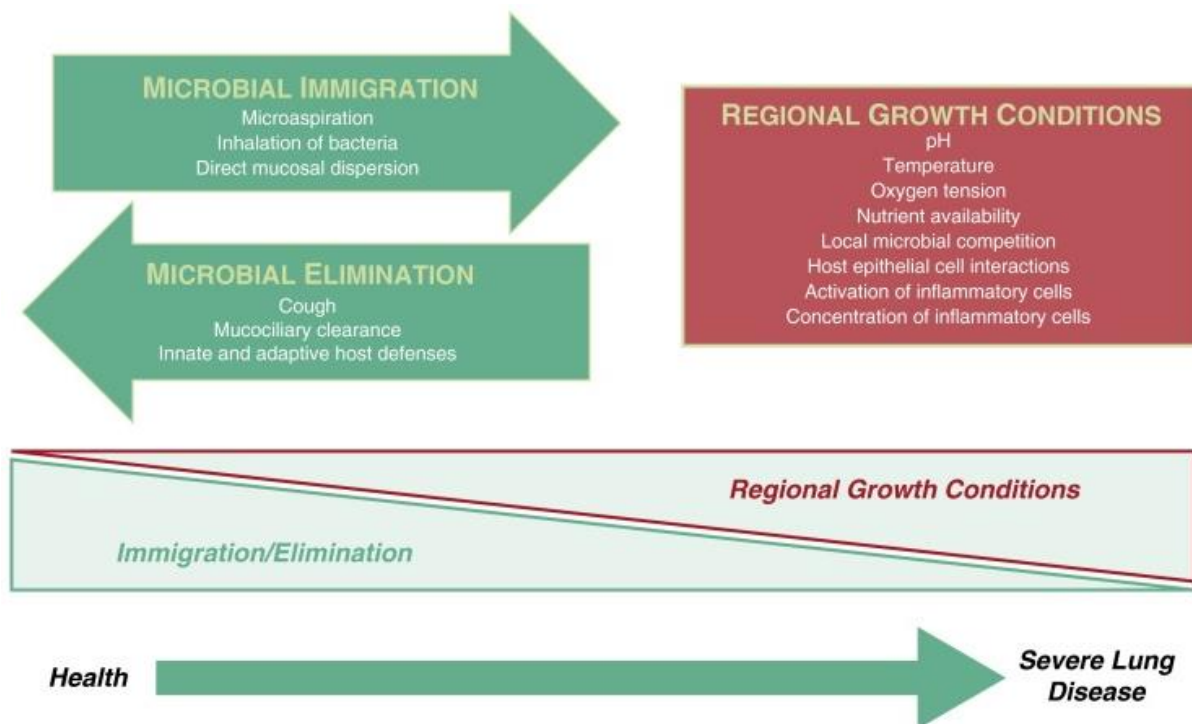 MICROBIAL IMMIGRATION
Microaspiration
Inhalation of bacteria
Direct mucosal dispersion
MICROBIAL ELIMINATION
Cough
Mucociliary clearance
Innate and adaptive host defenses
REGIONAL GROWTH CONDITIONS
pH
Temperature
Oxygen tension
Nutrient availability
Local microbial competition
Host epithelial cell interactions
Activation of inflammatory cells
Concentration of inflammatory cells
Regional Growth Conditions
Immigration/Elimination
Health
Severe Lung
Disease